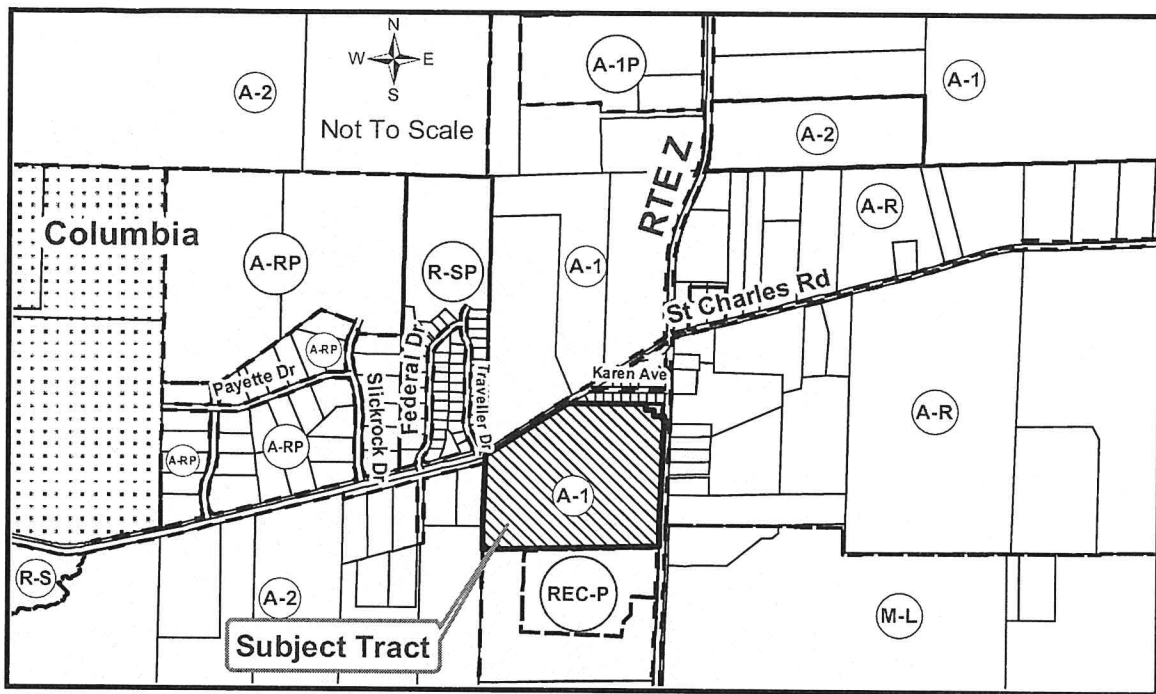 N
W E
S
Not To Scale
A-2
A-1P
A-1
A-2
RTE Z
Columbia
A-RP
R-SP
A-1
A-R
St Charles Rd
A-RP
Payette Dr
Slickrock Dr
Federal Dr
Traveller Dr
Karen Ave
A-RP
A-RP
A-1
A-R
R-S
A-2
REC-P
M-L
Subject Tract